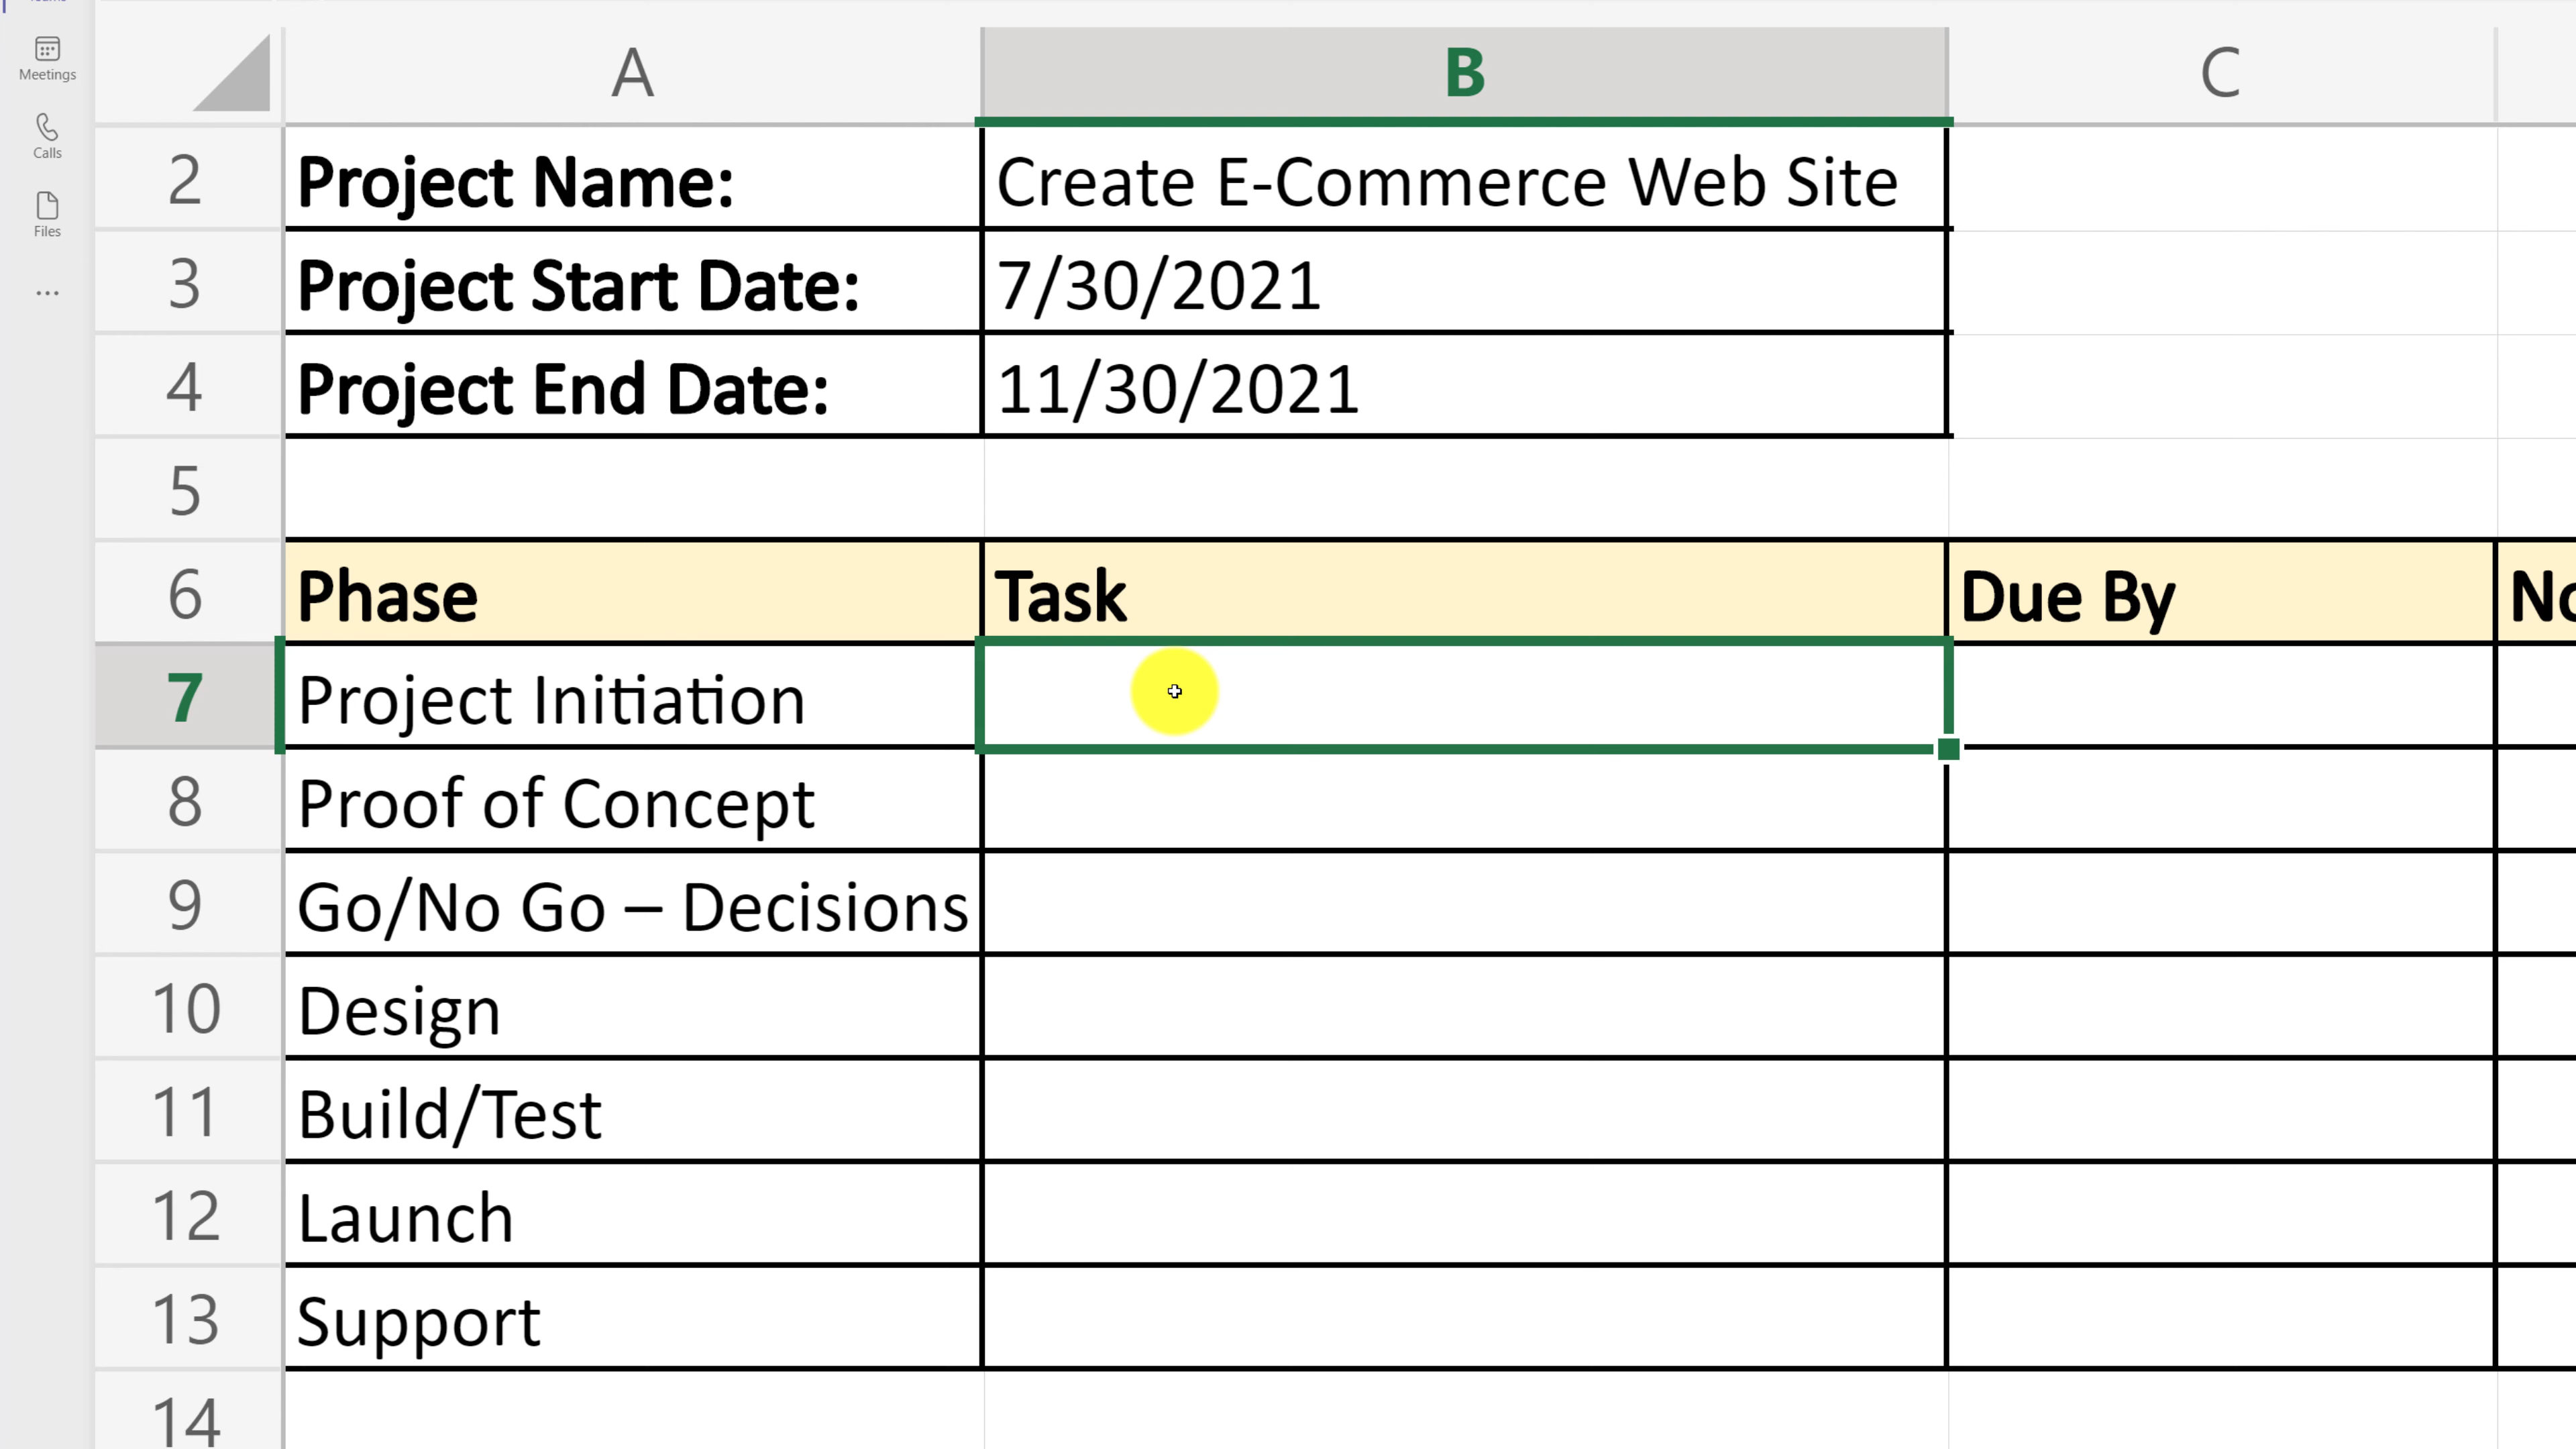 Meetings
Calls
Files
A B C
2 Project Name: Create E-Commerce Web Site
3 Project Start Date: 7/30/2021
4 Project End Date: 11/30/2021
5
6 Phase Task Due By
7 Project Initiation
8 Proof of Concept
9 Go/No Go – Decisions
10 Design
11 Build/Test
12 Launch
13 Support
14